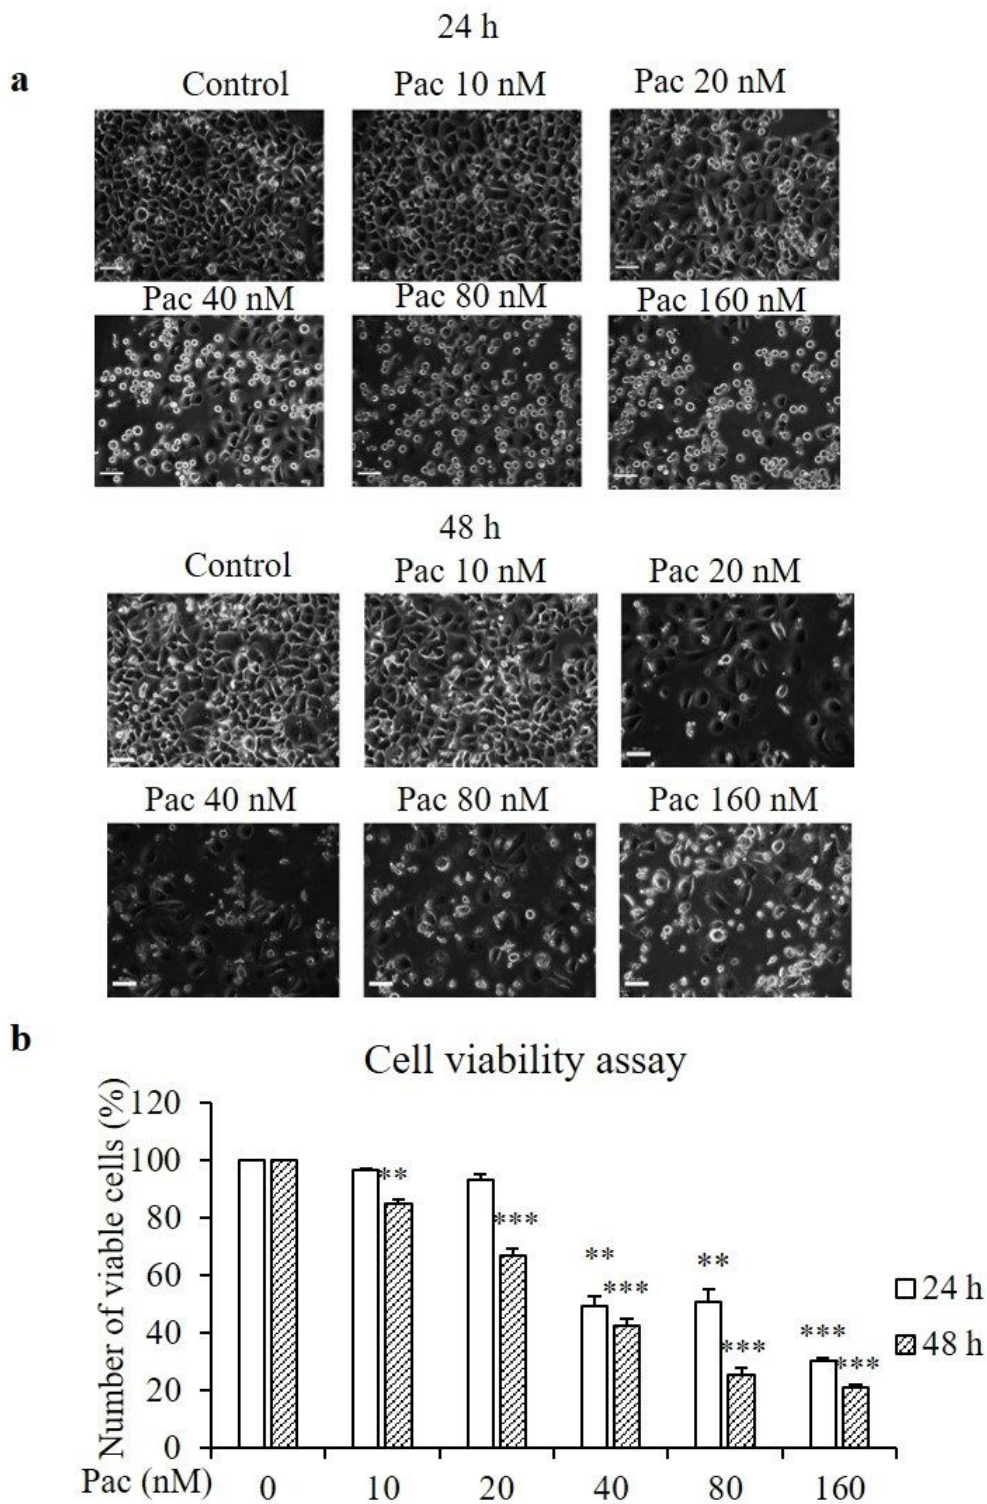 24 h
a
Control
Pac 10 nM
Pac 20 nM
Pac 40 nM
Pac 80 nM
Pac 160 nM
48 h
Control
Pac 10 nM
Pac 20 nM
Pac 40 nM
Pac 80 nM
Pac 160 nM
b
Cell viability assay
Number of viable cells (%)
120
100
80
60
40
20
0
**
***
**
***
**
***
***
***
24 h
48 h
Pac (nM)
0
10
20
40
80
160